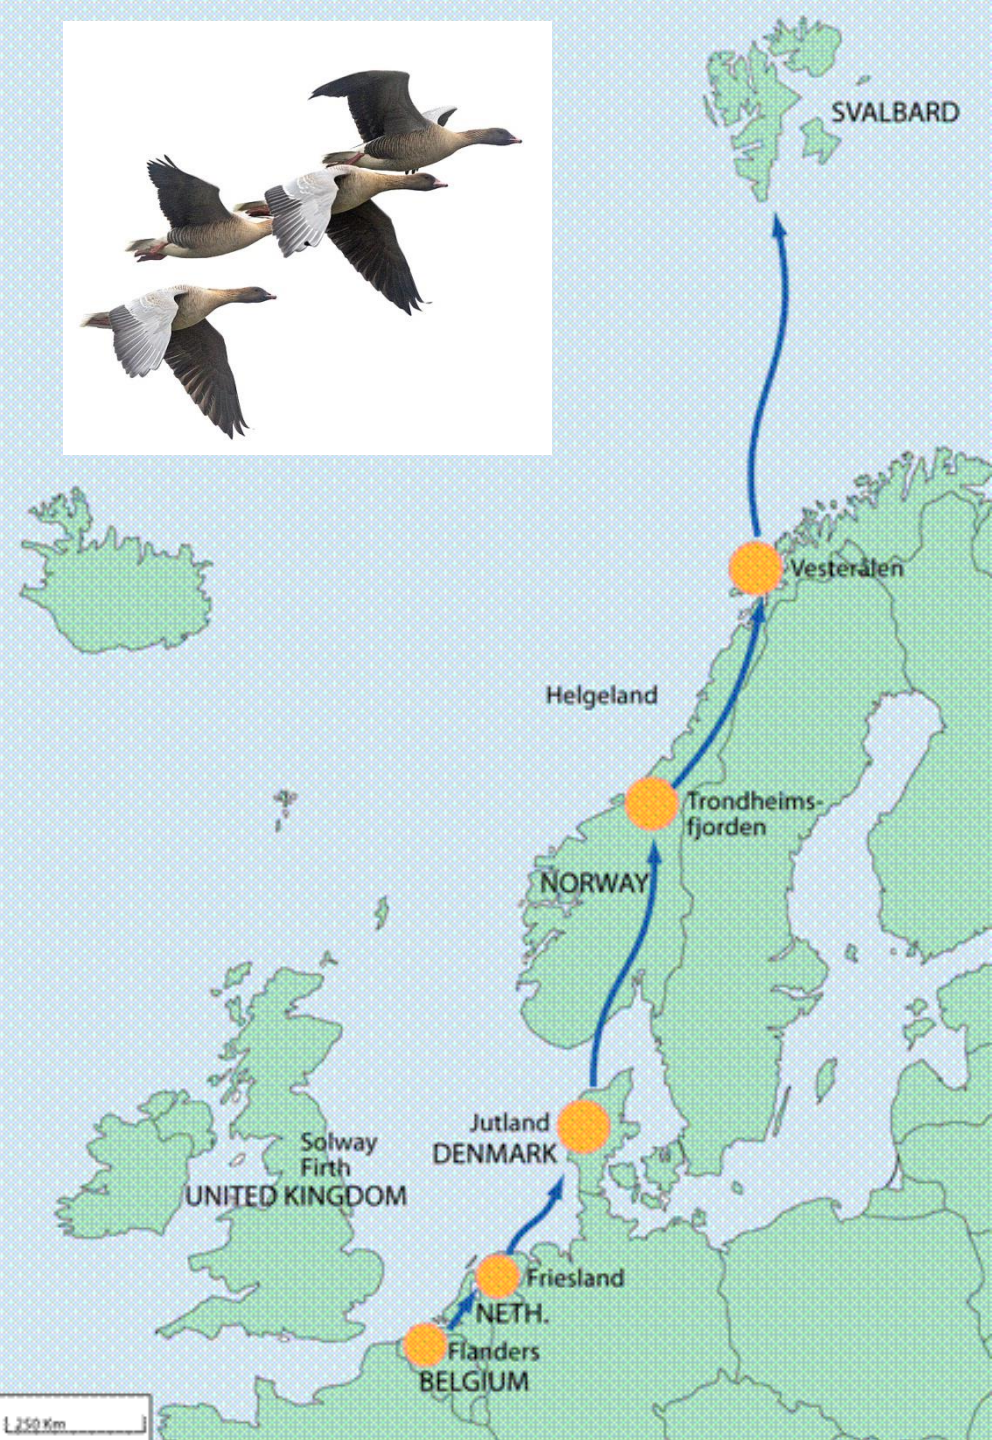 SVALBARD
Vesterålen
Helgeland
Trondheims-
fjorden
NORWAY
Jutland
DENMARK
Solway
Firth
UNITED KINGDOM
Friesland
NETH.
Flanders
BELGIUM
250 Km